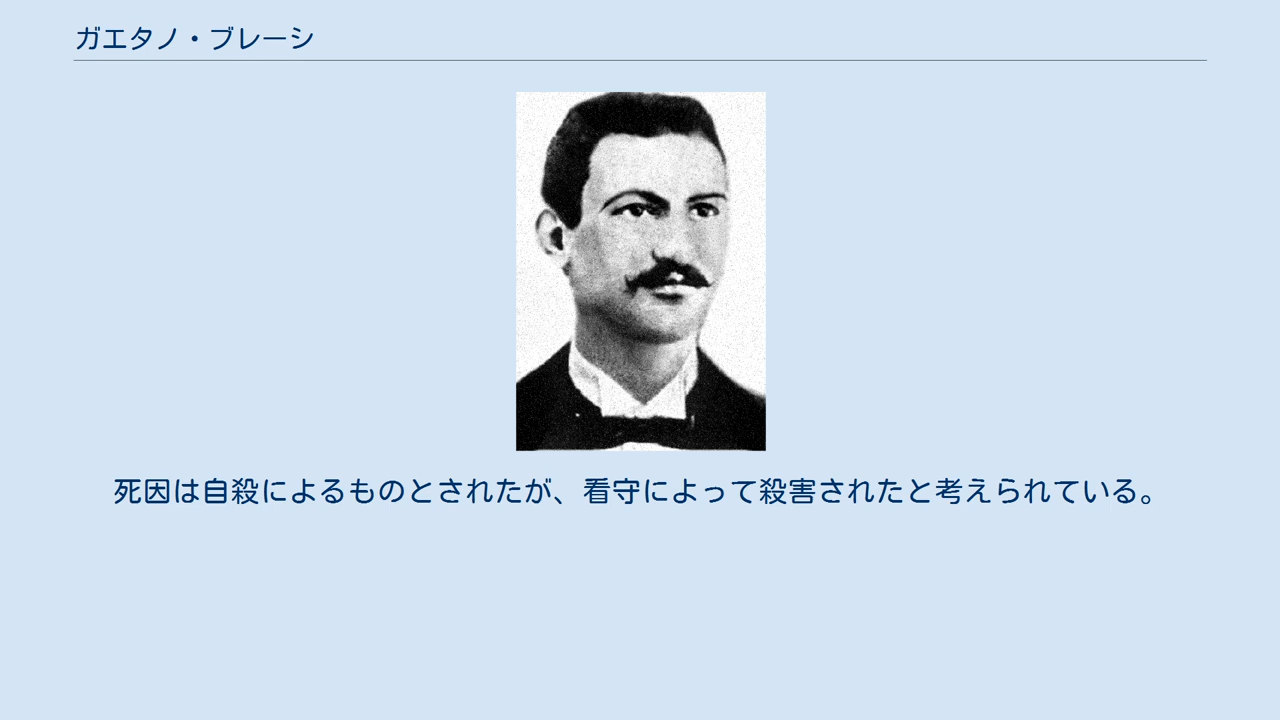 ガエタノ・ブレーシ
死因は自殺によるものとされたが、看守によって殺害されたと考えられている。